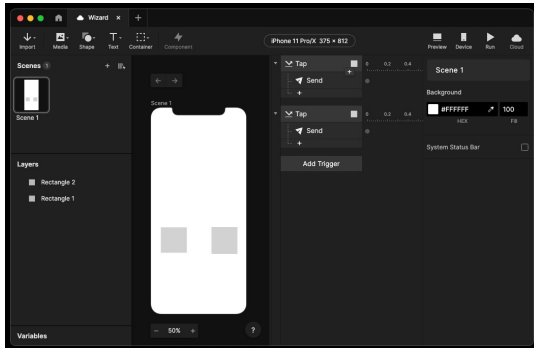 Wizard
Import
Media
Shape
Text
Container
Component
iPhone 11 Pro/X 375 × 812
Preview
Device
Run
Cloud
Scenes 1
Scene 1
Layers
Rectangle 2
Rectangle 1
Variables
Scene 1
50%
?
Tap
0 0.2 0.4
Send
Tap
0 0.2 0.4
Send
Add Trigger
Scene 1
Background
#FFFFFF 100
HEX Fill
System Status Bar